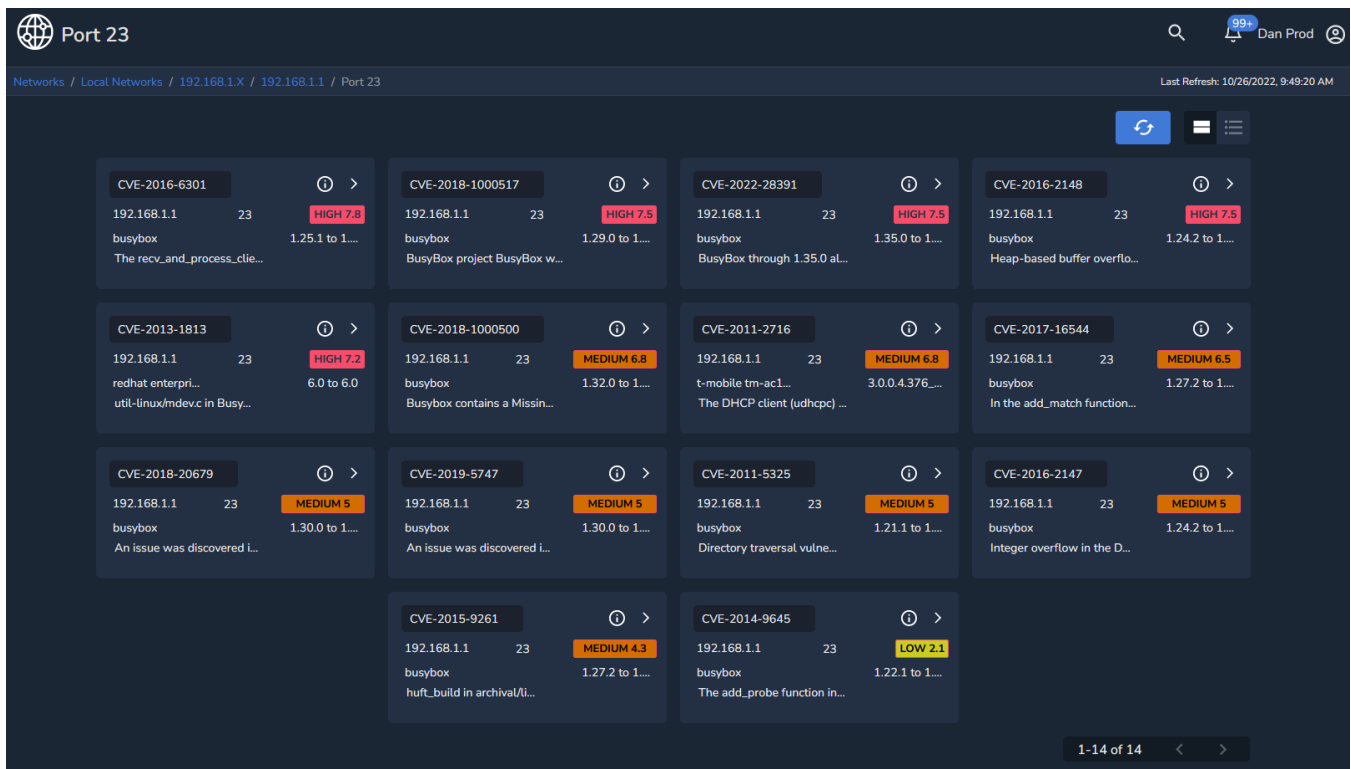 Port 23
99+
Dan Prod
Networks / Local Networks / 192.168.1.X / 192.168.1.1 / Port 23
Last Refresh: 10/26/2022, 9:49:20 AM
CVE-2016-6301
192.168.1.1 23 HIGH 7.8
busybox 1.25.1 to 1....
The recv_and_process_clie...
CVE-2018-1000517
192.168.1.1 23 HIGH 7.5
busybox 1.29.0 to 1....
BusyBox project BusyBox w...
CVE-2022-28391
192.168.1.1 23 HIGH 7.5
busybox 1.35.0 to 1....
BusyBox through 1.35.0 al...
CVE-2016-2148
192.168.1.1 23 HIGH 7.5
busybox 1.24.2 to 1....
Heap-based buffer overflo...
CVE-2013-1813
192.168.1.1 23 HIGH 7.2
redhat enterpri... 6.0 to 6.0
util-linux/mdev.c in Busy...
CVE-2018-1000500
192.168.1.1 23 MEDIUM 6.8
busybox 1.32.0 to 1....
Busybox contains a Missin...
CVE-2011-2716
192.168.1.1 23 MEDIUM 6.8
t-mobile tm-ac1... 3.0.0.4.376_...
The DHCP client (udhcpc) ...
CVE-2017-16544
192.168.1.1 23 MEDIUM 6.5
busybox 1.27.2 to 1....
In the add_match function...
CVE-2018-20679
192.168.1.1 23 MEDIUM 5
busybox 1.30.0 to 1....
An issue was discovered i...
CVE-2019-5747
192.168.1.1 23 MEDIUM 5
busybox 1.30.0 to 1....
An issue was discovered i...
CVE-2011-5325
192.168.1.1 23 MEDIUM 5
busybox 1.21.1 to 1....
Directory traversal vulne...
CVE-2016-2147
192.168.1.1 23 MEDIUM 5
busybox 1.24.2 to 1....
Integer overflow in the D...
CVE-2015-9261
192.168.1.1 23 MEDIUM 4.3
busybox 1.27.2 to 1....
huft_build in archival/li...
CVE-2014-9645
192.168.1.1 23 LOW 2.1
busybox 1.22.1 to 1....
The add_probe function in...
1-14 of 14